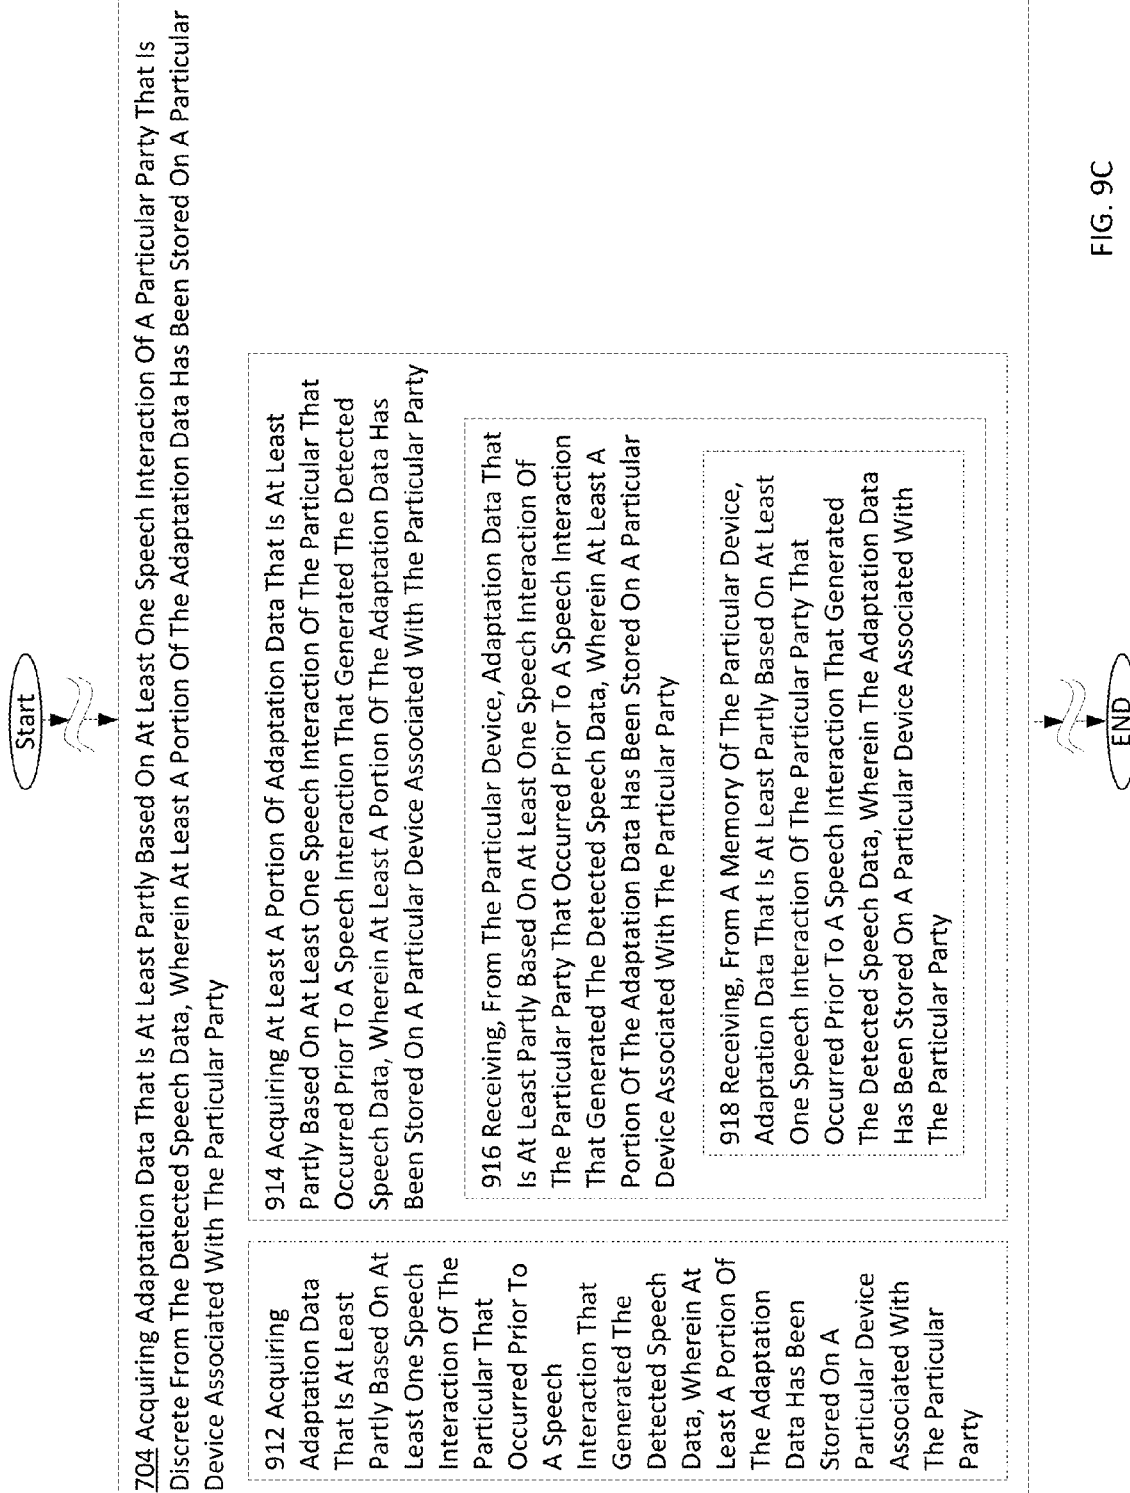 Start
704 Acquiring Adaptation Data That Is At Least Partly Based On At Least One Speech Interaction Of A Particular Party That Is
Discrete From The Detected Speech Data, Wherein At Least A Portion Of The Adaptation Data Has Been Stored On A Particular
Device Associated With The Particular Party
912 Acquiring
Adaptation Data
That Is At Least
Partly Based On At
Least One Speech
Interaction Of The
Particular That
Occurred Prior To
A Speech
Interaction That
Generated The
Detected Speech
Data, Wherein At
Least A Portion Of
The Adaptation
Data Has Been
Stored On A
Particular Device
Associated With
The Particular
Party
914 Acquiring At Least A Portion Of Adaptation Data That Is At Least
Partly Based On At Least One Speech Interaction Of The Particular That
Occurred Prior To A Speech Interaction That Generated The Detected
Speech Data, Wherein At Least A Portion Of The Adaptation Data Has
Been Stored On A Particular Device Associated With The Particular Party
916 Receiving, From The Particular Device, Adaptation Data That
Is At Least Partly Based On At Least One Speech Interaction Of
The Particular Party That Occurred Prior To A Speech Interaction
That Generated The Detected Speech Data, Wherein At Least A
Portion Of The Adaptation Data Has Been Stored On A Particular
Device Associated With The Particular Party
918 Receiving, From A Memory Of The Particular Device,
Adaptation Data That Is At Least Partly Based On At Least
One Speech Interaction Of The Particular Party That
Occurred Prior To A Speech Interaction That Generated
The Detected Speech Data, Wherein The Adaptation Data
Has Been Stored On A Particular Device Associated With
The Particular Party
END
FIG. 9C